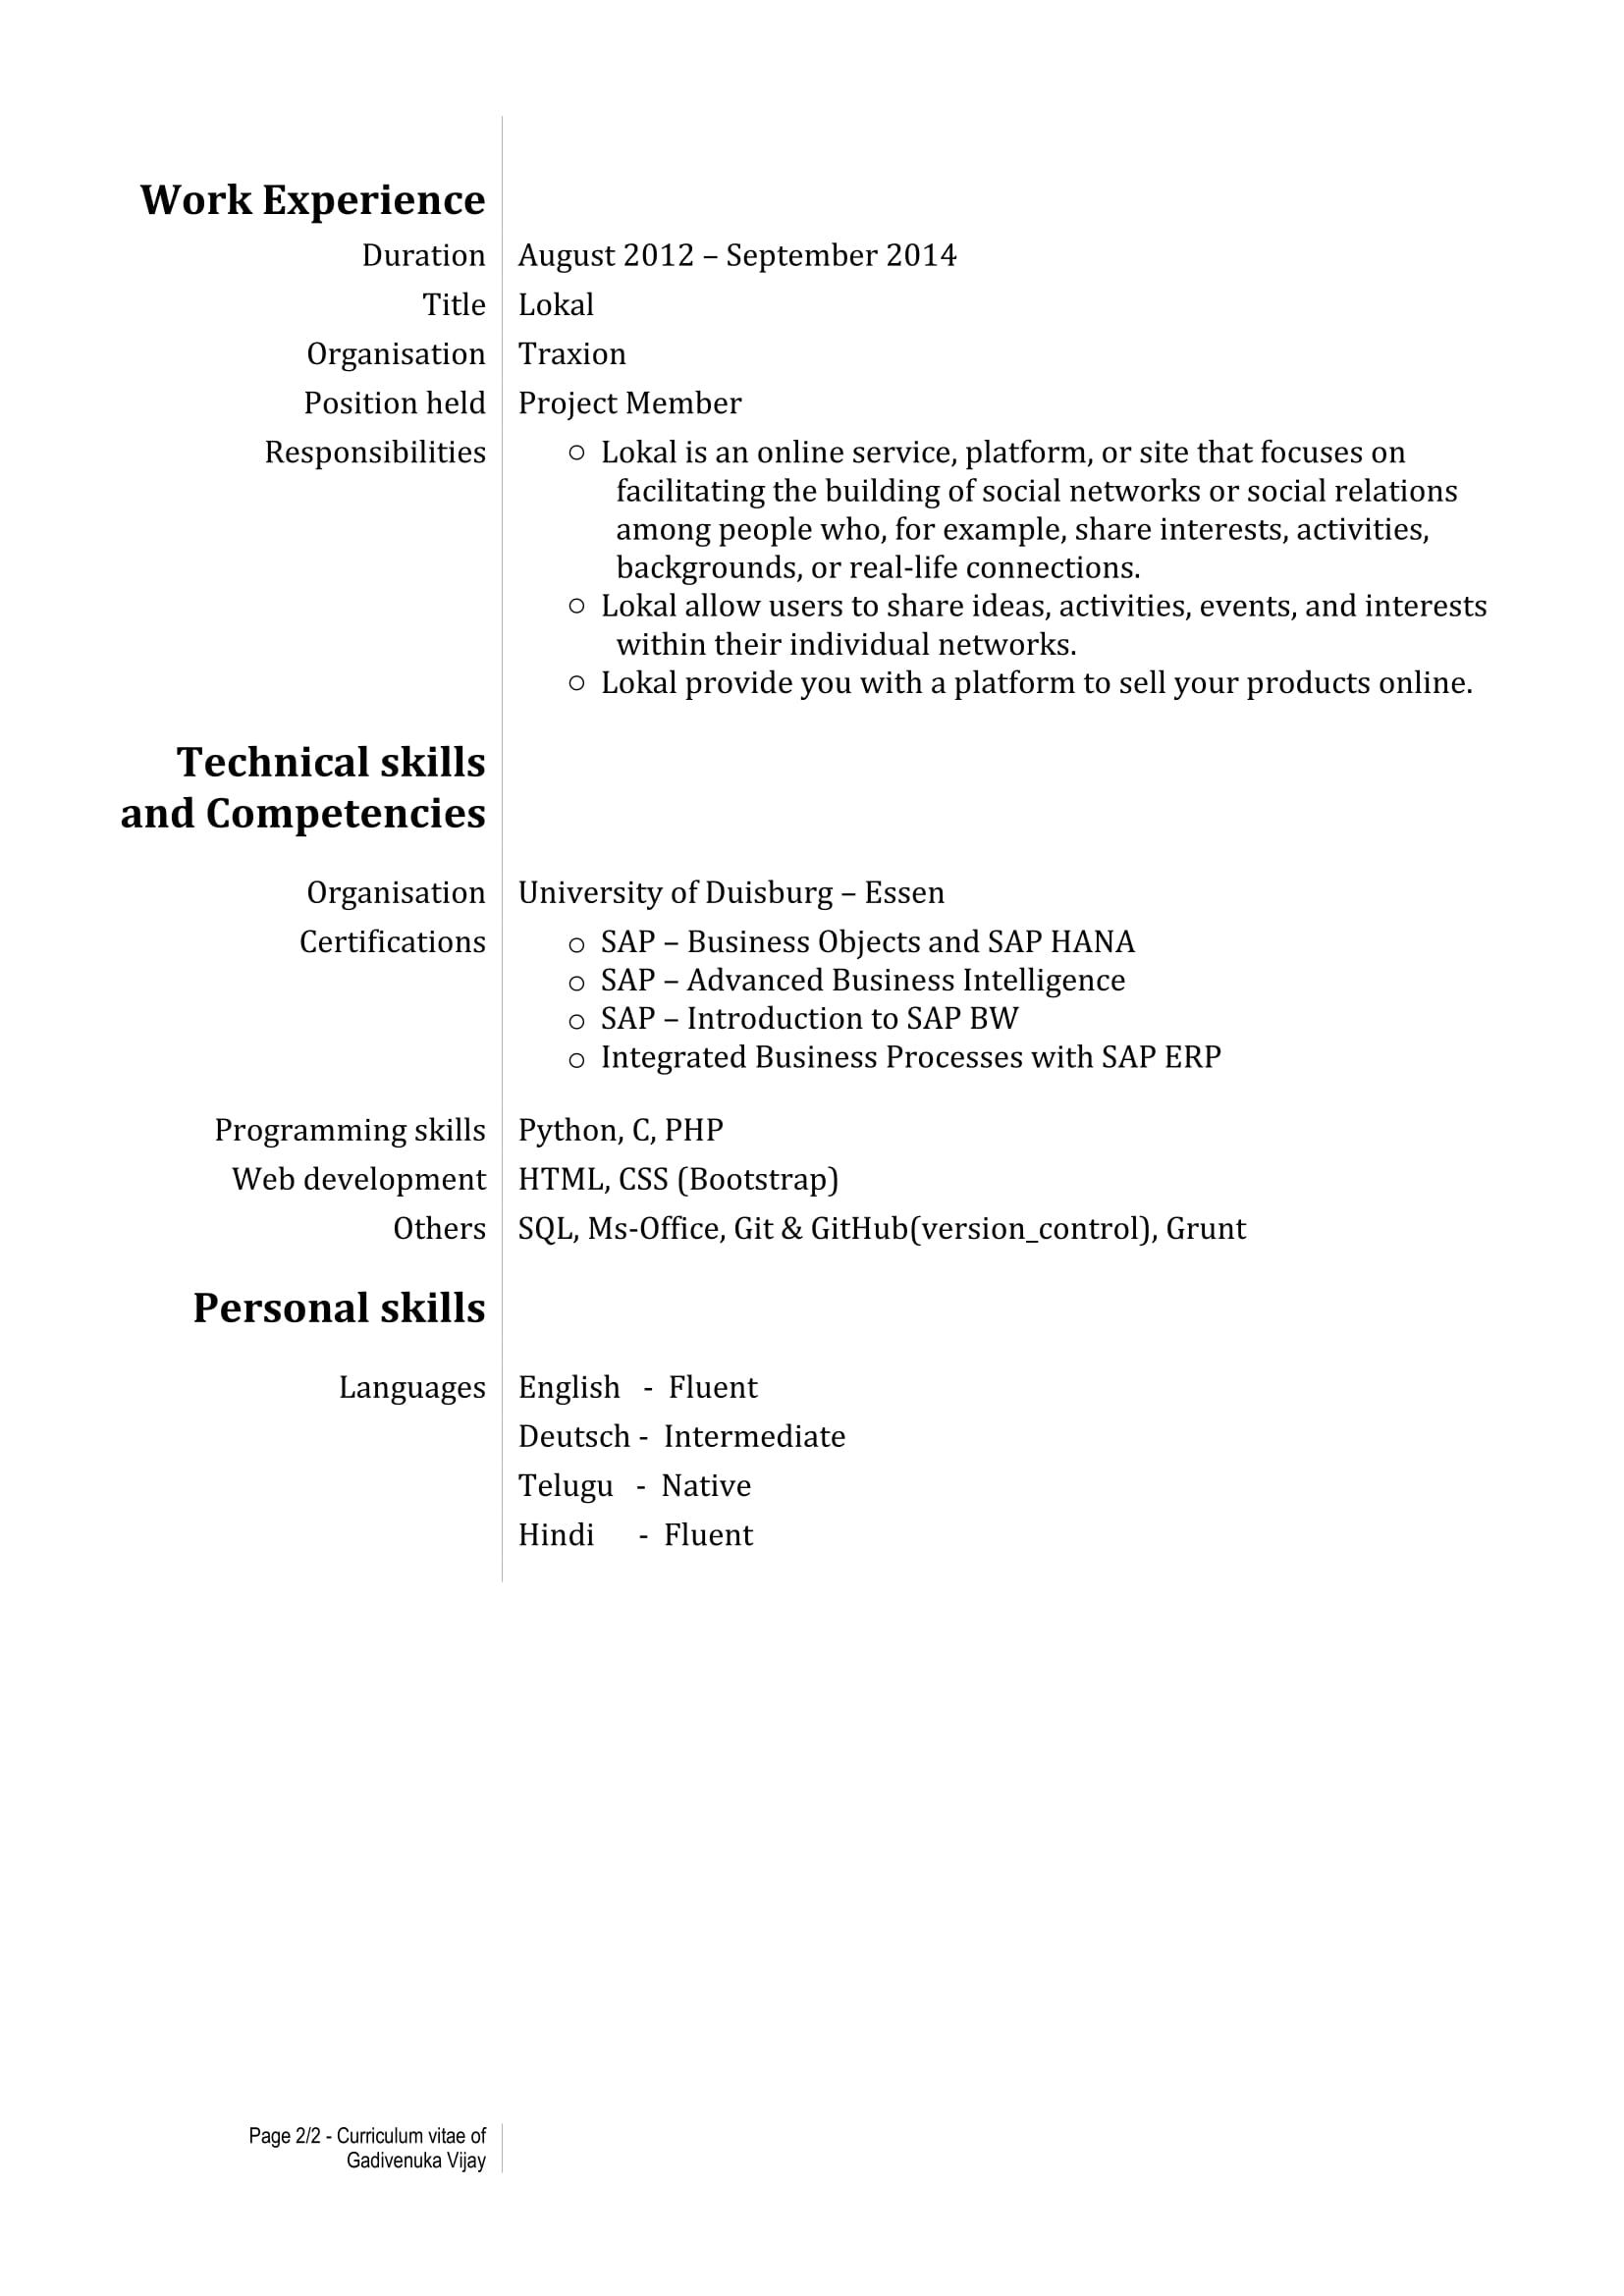 Work Experience
Duration August 2012 – September 2014
Title Lokal
Organisation Traxion
Position held Project Member
Responsibilities ○ Lokal is an online service, platform, or site that focuses on
facilitating the building of social networks or social relations
among people who, for example, share interests, activities,
backgrounds, or real-life connections.
○ Lokal allow users to share ideas, activities, events, and interests
within their individual networks.
○ Lokal provide you with a platform to sell your products online.
Technical skills
and Competencies
Organisation University of Duisburg – Essen
Certifications ○ SAP – Business Objects and SAP HANA
○ SAP – Advanced Business Intelligence
○ SAP – Introduction to SAP BW
○ Integrated Business Processes with SAP ERP
Programming skills Python, C, PHP
Web development HTML, CSS (Bootstrap)
Others SQL, Ms-Office, Git & GitHub(version_control), Grunt
Personal skills
Languages English - Fluent
Deutsch - Intermediate
Telugu - Native
Hindi - Fluent
Page 2/2 - Curriculum vitae of
Gadivenuka Vijay